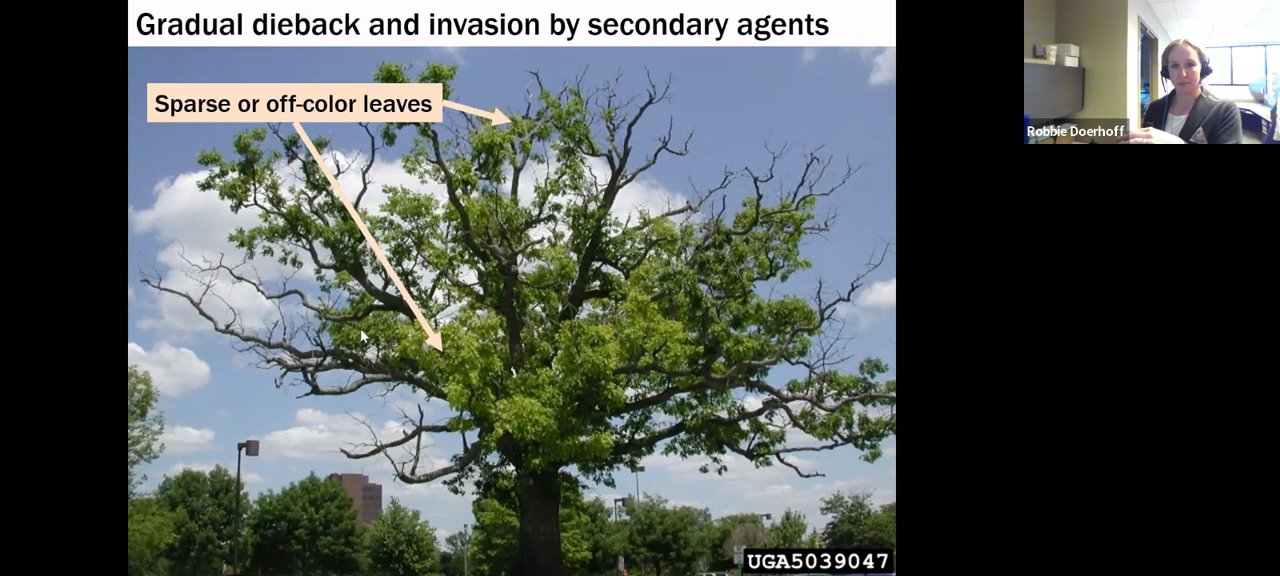 Gradual dieback and invasion by secondary agents
Sparse or off-color leaves
Robbie Doerhoff
UGA5039047